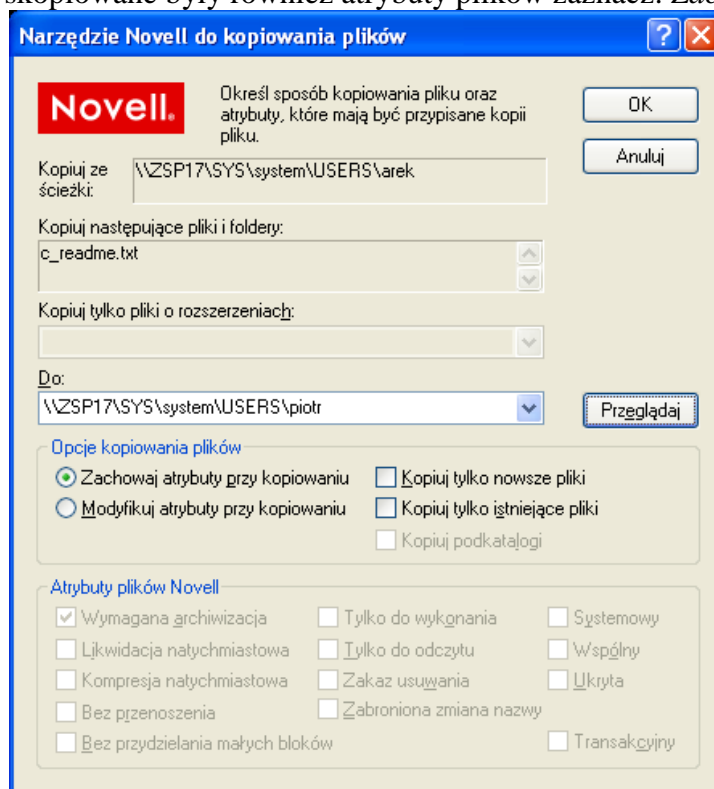 skopiowane były również atrybuty plików zaznacz:
Narzędzie Novell do kopiowania plików
Novell.
Określ sposób kopiowania pliku oraz
atrybuty, które mają być przypisane kopii
pliku.
OK
Anuluj
Kopiuj ze
ścieżki:
\\ZSP17\SYS\system\USERS\arek
Kopiuj następujące pliki i foldery:
c_readme.txt
Kopiuj tylko pliki o rozszerzeniach:
Do:
\\ZSP17\SYS\system\USERS\piotr
Przeglądaj
Opcje kopiowania plików
Zachowaj atrybuty przy kopiowaniu
Kopiuj tylko nowsze pliki
Modyfikuj atrybuty przy kopiowaniu
Kopiuj tylko istniejące pliki
Kopiuj podkatalogi
Atrybuty plików Novell
Wymagana archiwizacja
Tylko do wykonania
Systemowy
Likwidacja natychmiastowa
Tylko do odczytu
Wspólny
Kompresja natychmiastowa
Zakaz usuwania
Ukryta
Bez przenoszenia
Zabroniona zmiana nazwy
Bez przydzielania małych bloków
Transakcyjny